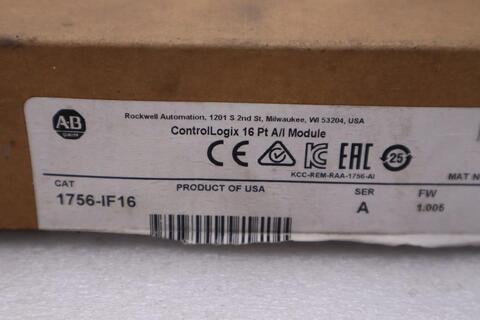 A·B
QUALITY
Rockwell Automation, 1201 S 2nd St, Milwaukee, WI 53204, USA
ControlLogix 16 Pt A/I Module
CE EAC 25
KCC-REM-RAA-1756-AI
MAT N
CAT
PRODUCT OF USA
SER
FW
1756-IF16
A
1.005